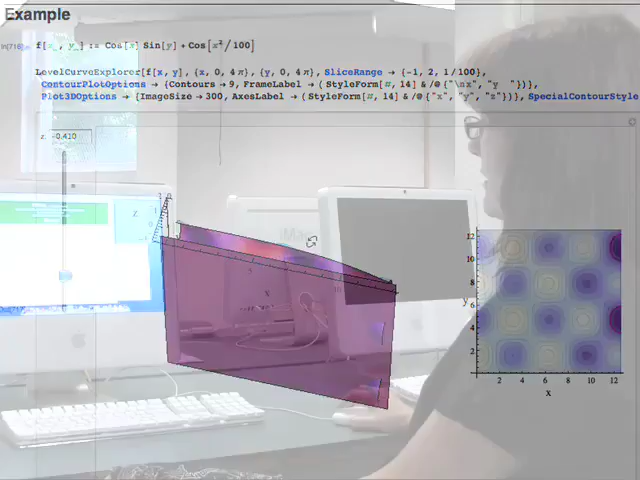 Example
In[716]:= f[x_, y_] := Cos[x] Sin[y] + Cos[x²/100]
LevelCurveExplorer[f[x, y], {x, 0, 4 π}, {y, 0, 4 π}, SliceRange → {-1, 2, 1/100},
ContourPlotOptions → {Contours → 9, FrameLabel → (StyleForm[#, 14] & /@ {"\nx", "y "})},
Plot3DOptions → {ImageSize → 300, AxesLabel → (StyleForm[#, 14] & /@ {"x", "y", "z"})}, SpecialContourStyle
z. -0.410
Z
x
12
10
8
6
4
2
y
2 4 6 8 10 12
x